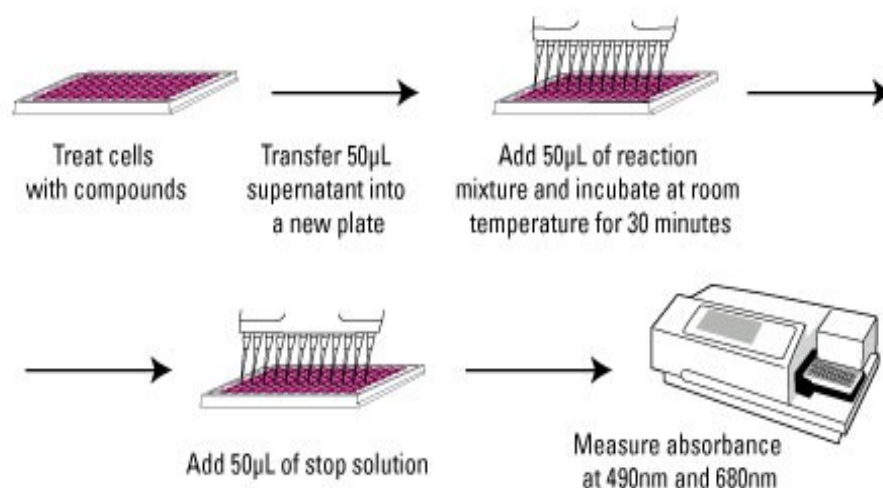 Treat cells
with compounds
Transfer 50µL
supernatant into
a new plate
Add 50µL of reaction
mixture and incubate at room
temperature for 30 minutes
Add 50µL of stop solution
Measure absorbance
at 490nm and 680nm